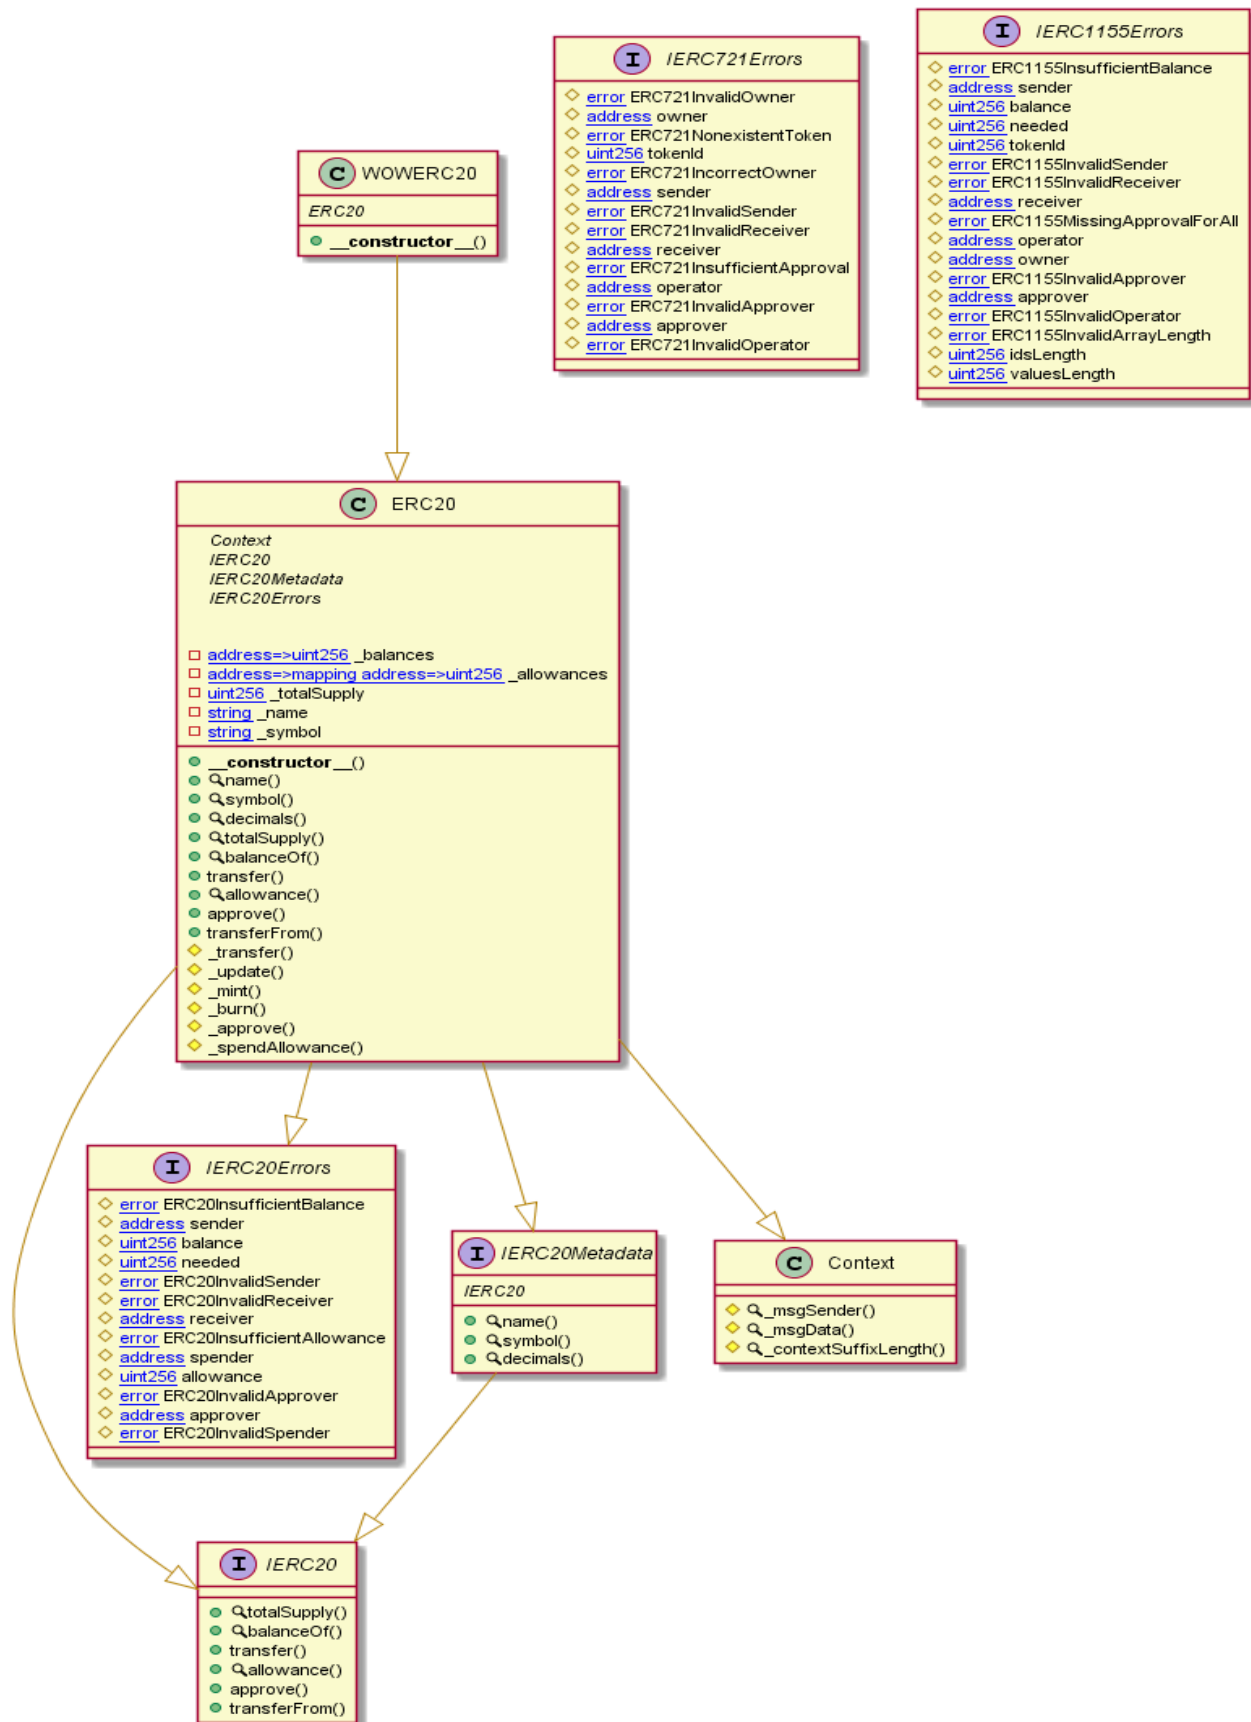 I IERC1155Errors
error ERC1155InsufficientBalance
address sender
uint256 balance
uint256 needed
uint256 tokenId
error ERC1155InvalidSender
error ERC1155InvalidReceiver
address receiver
error ERC1155MissingApprovalForAll
address operator
address owner
error ERC1155InvalidApprover
address approver
error ERC1155InvalidOperator
error ERC1155InvalidArrayLength
uint256 idsLength
uint256 valuesLength
I IERC721Errors
error ERC721InvalidOwner
address owner
error ERC721NonexistentToken
uint256 tokenId
error ERC721IncorrectOwner
address sender
error ERC721InvalidSender
error ERC721InvalidReceiver
address receiver
error ERC721InsufficientApproval
address operator
error ERC721InvalidApprover
address approver
error ERC721InvalidOperator
C WOWERC20
ERC20
__constructor__()
C ERC20
Context
IERC20
IERC20Metadata
IERC20Errors
address=>uint256 _balances
address=>mapping address=>uint256 _allowances
uint256 _totalSupply
string _name
string _symbol
__constructor__()
name()
symbol()
decimals()
totalSupply()
balanceOf()
transfer()
allowance()
approve()
transferFrom()
_transfer()
_update()
_mint()
_burn()
_approve()
_spendAllowance()
I IERC20Errors
error ERC20InsufficientBalance
address sender
uint256 balance
uint256 needed
error ERC20InvalidSender
error ERC20InvalidReceiver
address receiver
error ERC20InsufficientAllowance
address spender
uint256 allowance
error ERC20InvalidApprover
address approver
error ERC20InvalidSpender
I IERC20Metadata
IERC20
name()
symbol()
decimals()
C Context
_msgSender()
_msgData()
_contextSuffixLength()
I IERC20
totalSupply()
balanceOf()
transfer()
allowance()
approve()
transferFrom()